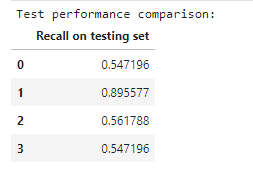 Test performance comparison:
Recall on testing set
0 0.547196
1 0.895577
2 0.561788
3 0.547196